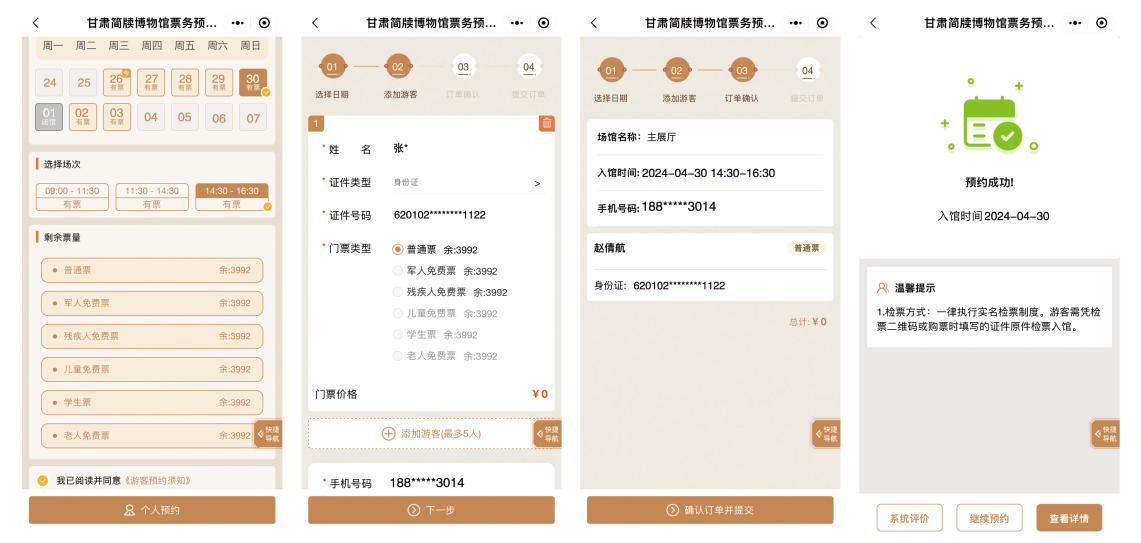 甘肃简牍博物馆票务预...
周一 周二 周三 周四 周五 周六 周日
24 25 26 27 28 29 30
今
有票 有票 有票 有票 有票
01 02 03 04 05 06 07
闭馆 有票 有票
选择场次
09:00 - 11:30 11:30 - 14:30 14:30 - 16:30
有票 有票 有票
剩余票量
普通票 余:3992
军人免费票 余:3992
残疾人免费票 余:3992
儿童免费票 余:3992
学生票 余:3992
老人免费票 余:3992
快捷
导航
我已阅读并同意《游客预约须知》
个人预约
甘肃简牍博物馆票务预...
01 02 03 04
选择日期 添加游客 订单确认 提交订单
1
*姓 名 张*
*证件类型 身份证 >
*证件号码 620102********1122
*门票类型 普通票 余:3992
军人免费票 余:3992
残疾人免费票 余:3992
儿童免费票 余:3992
学生票 余:3992
老人免费票 余:3992
门票价格 ¥0
添加游客(最多5人)
快捷
导航
*手机号码 188*****3014
下一步
甘肃简牍博物馆票务预...
01 02 03 04
选择日期 添加游客 订单确认 提交订单
场馆名称: 主展厅
入馆时间: 2024-04-30 14:30-16:30
手机号码: 188*****3014
赵倩航 普通票
身份证: 620102********1122
总计: ¥0
快捷
导航
确认订单并提交
甘肃简牍博物馆票务预...
预约成功!
入馆时间2024-04-30
温馨提示
1.检票方式：一律执行实名检票制度。游客需凭检
票二维码或购票时填写的证件原件检票入馆。
快捷
导航
系统评价 继续预约 查看详情